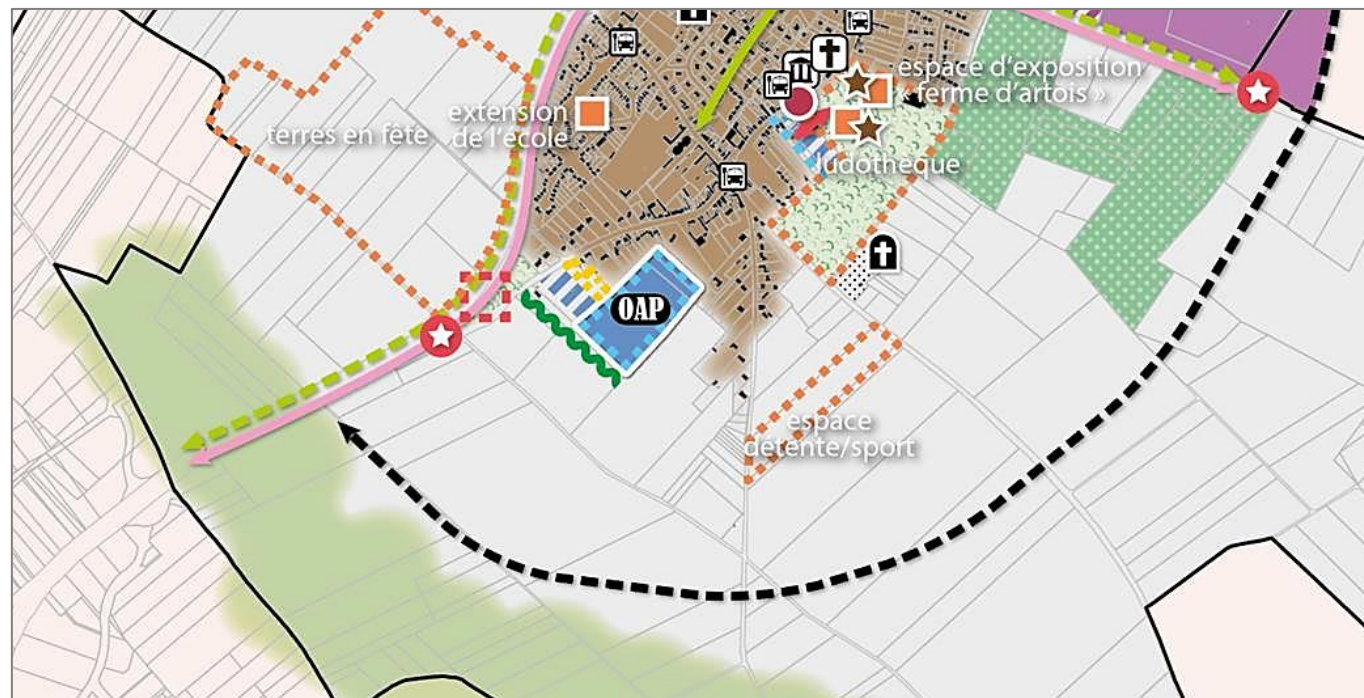 espace d'exposition
« ferme d'artois »
extension
de l'école
terres en fête
ludothèque
OAP
espace
détente/sport